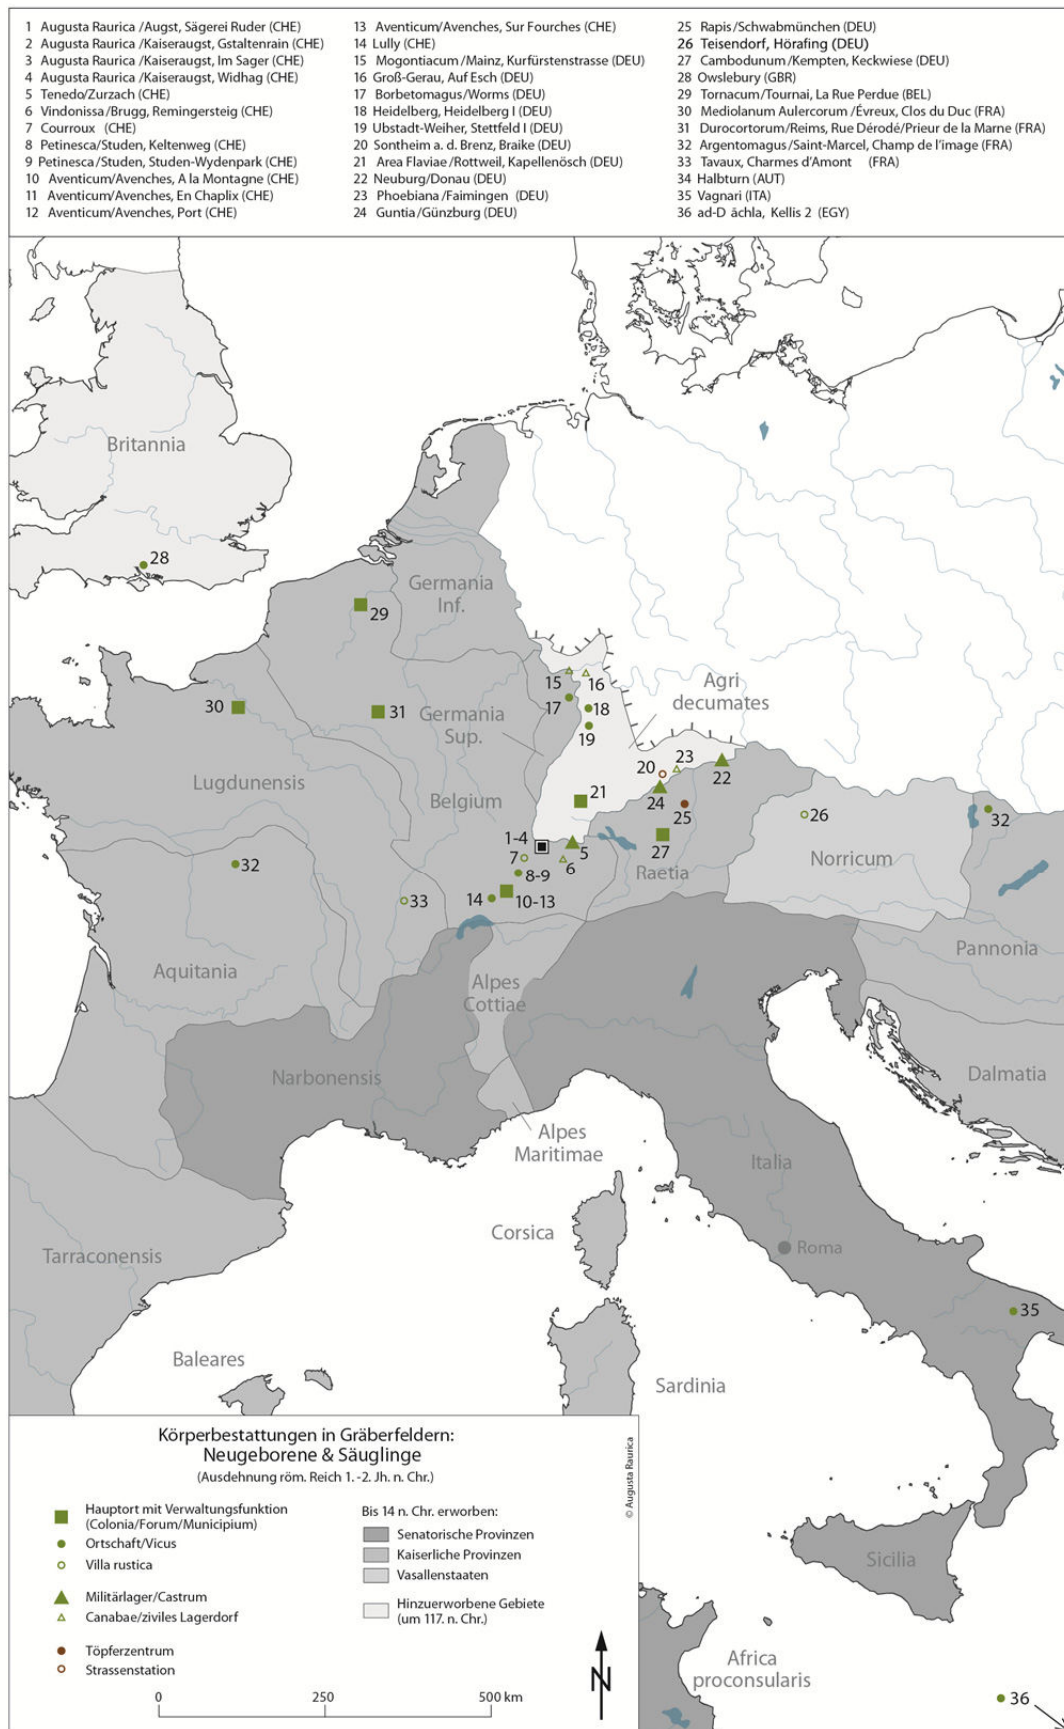 1 Augusta Raurica /Augst, Sägerei Ruder (CHE)
2 Augusta Raurica /Kaiseraugst, Gstaltenrain (CHE)
3 Augusta Raurica /Kaiseraugst, Im Sager (CHE)
4 Augusta Raurica /Kaiseraugst, Widhag (CHE)
5 Tenedo/Zurzach (CHE)
6 Vindonissa/Brugg, Remingersteig (CHE)
7 Courroux (CHE)
8 Petinesca/Studen, Keltenweg (CHE)
9 Petinesca/Studen, Studen-Wydenpark (CHE)
10 Aventicum/Avenches, A la Montagne (CHE)
11 Aventicum/Avenches, En Chaplix (CHE)
12 Aventicum/Avenches, Port (CHE)
13 Aventicum/Avenches, Sur Fourches (CHE)
14 Lully (CHE)
15 Mogontiacum /Mainz, Kurfürstenstrasse (DEU)
16 Groß-Gerau, Auf Esch (DEU)
17 Borbetomagus/Worms (DEU)
18 Heidelberg, Heidelberg I (DEU)
19 Ubstadt-Weiher, Stettfeld I (DEU)
20 Sontheim a. d. Brenz, Braike (DEU)
21 Area Flaviae /Rottweil, Kapellenösch (DEU)
22 Neuburg/Donau (DEU)
23 Phoebiana /Faimingen (DEU)
24 Guntia /Günzburg (DEU)
25 Rapis /Schwabmünchen (DEU)
26 Teisendorf, Hörafing (DEU)
27 Cambodunum /Kempten, Keckwiese (DEU)
28 Owslebury (GBR)
29 Tornacum/Tournai, La Rue Perdue (BEL)
30 Mediolanum Aulercorum /Évreux, Clos du Duc (FRA)
31 Durocortorum/Reims, Rue Dérodé/Prieur de la Marne (FRA)
32 Argentomagus /Saint-Marcel, Champ de l'image (FRA)
33 Tavaux, Charmes d'Amont (FRA)
34 Halbturn (AUT)
35 Vagnari (ITA)
36 ad-D ächla, Kellis 2 (EGY)
Britannia
28
Germania
Inf.
29
15
16
Agri
decumates
17
18
30
31
Germania
Sup.
19
23
20
22
Lugdunensis
Belgium
21
24
25
26
32
1-4
5
27
Norricum
32
7
6
Raetia
8-9
33
14
10-13
Pannonia
Aquitania
Alpes
Cottiae
Narbonensis
Dalmatia
Alpes
Maritimae
Italia
Corsica
Roma
Tarraconensis
35
Baleares
Sardinia
Körperbestattungen in Gräberfeldern:
Neugeborene & Säuglinge
(Ausdehnung röm. Reich 1. -2. Jh. n. Chr.)
© Augusta Raurica
Hauptort mit Verwaltungsfunktion
(Colonia/Forum/Municipium)
Ortschaft/Vicus
Villa rustica
Militärlager/Castrum
Canabae/ziviles Lagerdorf
Töpferzentrum
Strassenstation
Bis 14 n. Chr. erworben:
Senatorische Provinzen
Kaiserliche Provinzen
Vasallenstaaten
Hinzuerworbene Gebiete
(um 117. n. Chr.)
0 250 500 km
N
Sicilia
Africa
proconsularis
36